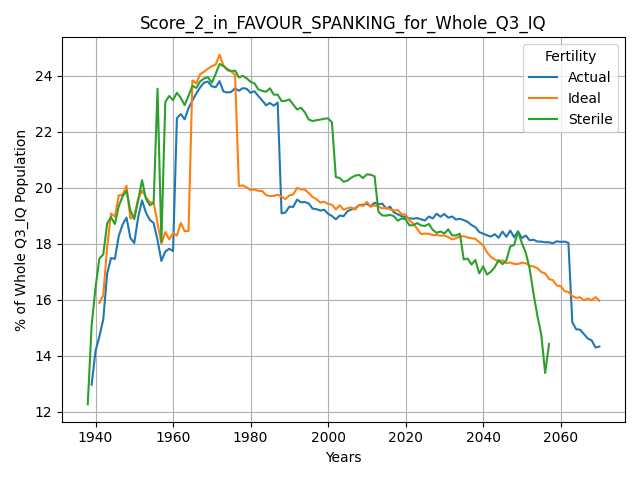 Score_2_in_FAVOUR_SPANKING_for_Whole_Q3_IQ
% of Whole Q3_IQ Population
24
22
20
18
16
14
12
Fertility
Actual
Ideal
Sterile
1940 1960 1980 2000 2020 2040 2060
Years